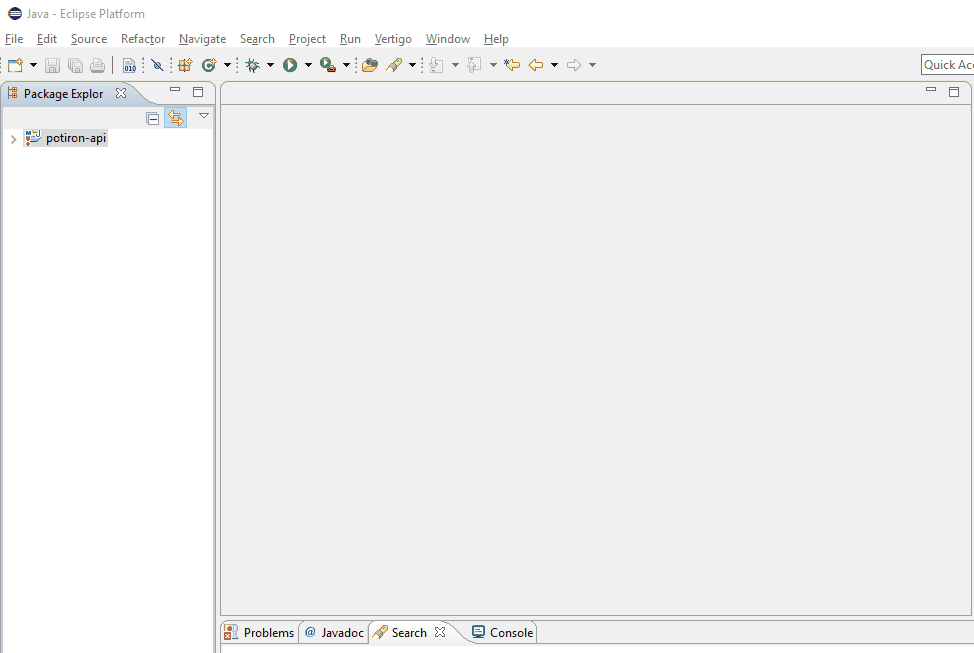 Java - Eclipse Platform
File Edit Source Refactor Navigate Search Project Run Vertigo Window Help
010
Quick Acc
Package Explor
potiron-api
Problems @ Javadoc Search Console